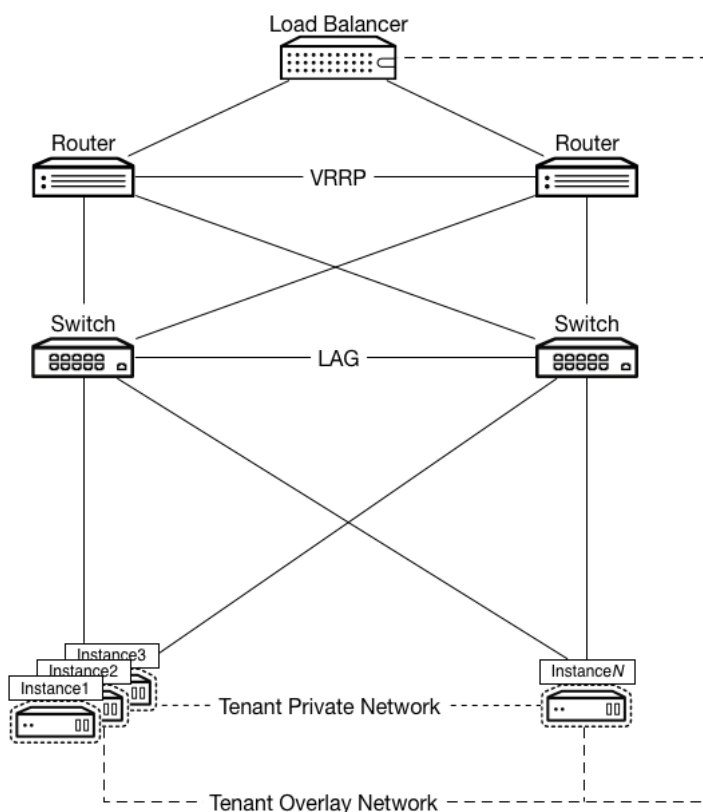 Load Balancer
Router
Router
VRRP
Switch
Switch
LAG
Instance3
Instance2
Instance1
InstanceN
Tenant Private Network
Tenant Overlay Network